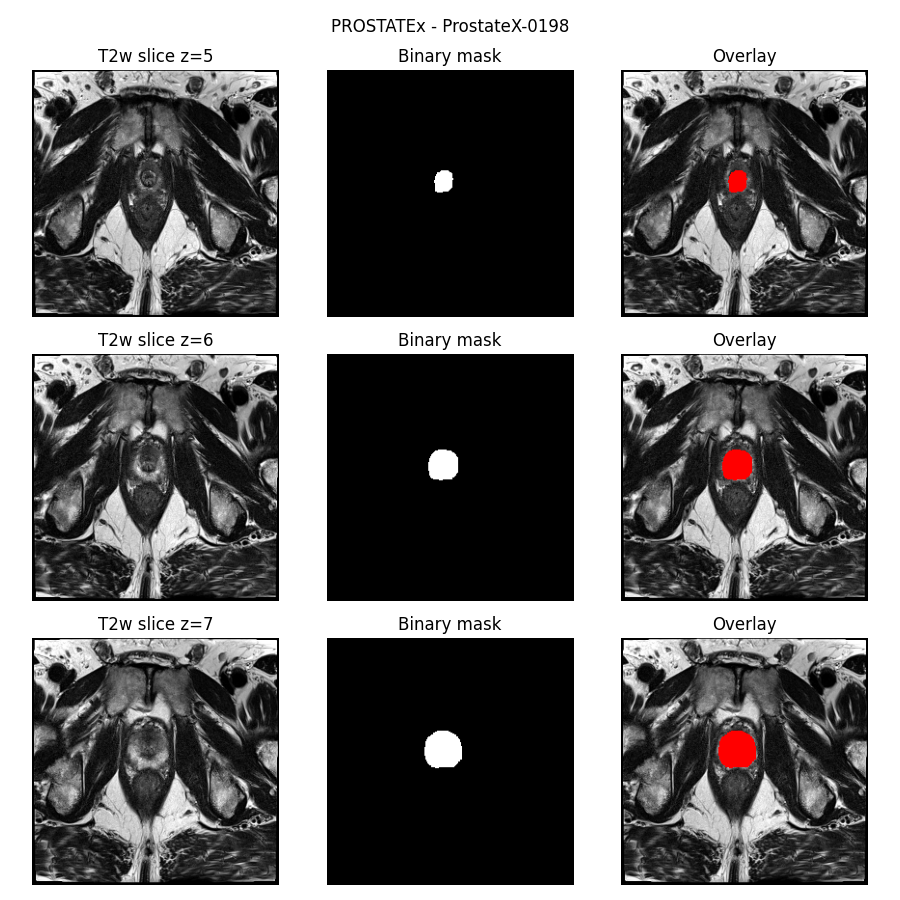 PROSTATEx - ProstateX-0198
T2w slice z=5
Binary mask
Overlay
T2w slice z=6
Binary mask
Overlay
T2w slice z=7
Binary mask
Overlay